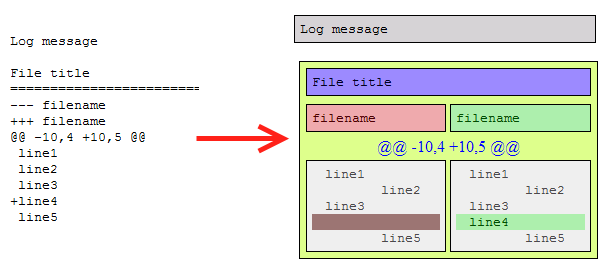 Log message
File title
========================
--- filename
+++ filename
@@ -10,4 +10,5 @@
 line1
 line2
 line3
+line4
 line5
Log message
File title
filename
filename
@@ -10,4 +10,5 @@
line1
line2
line3
line5
line1
line2
line3
line4
line5